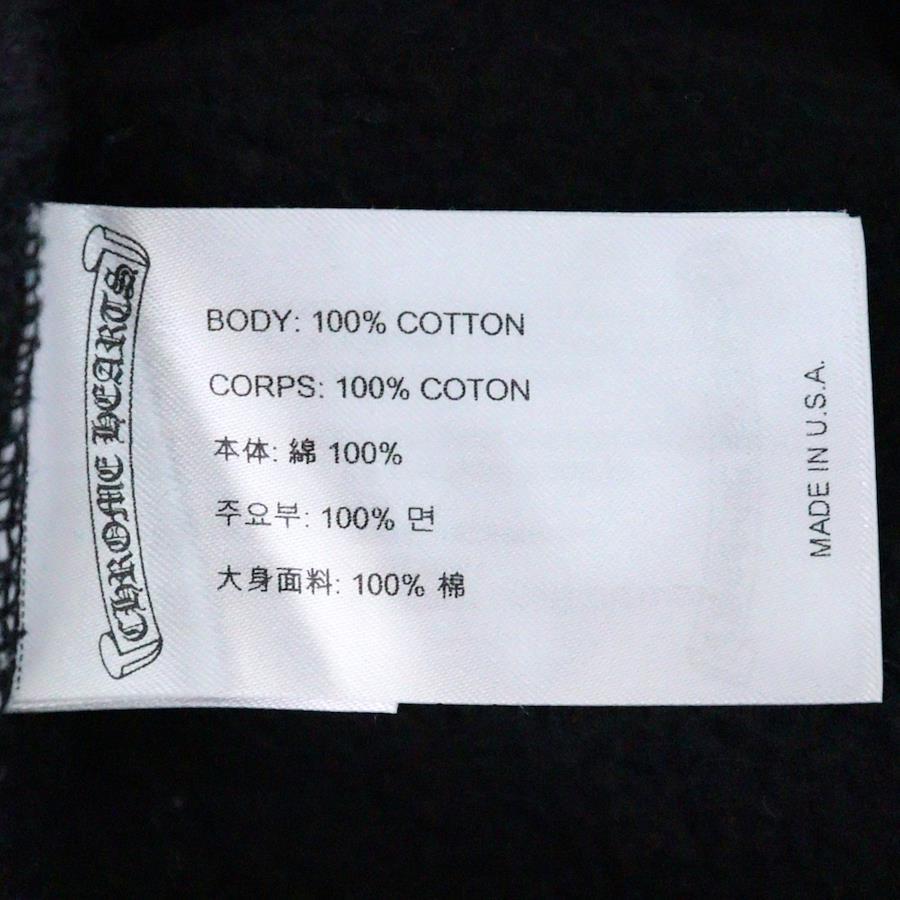 CHROME HEARTS
BODY: 100% COTTON
CORPS: 100% COTON
本体: 綿 100%
주요부: 100% 면
大身面料: 100% 棉
MADE IN U.S.A.